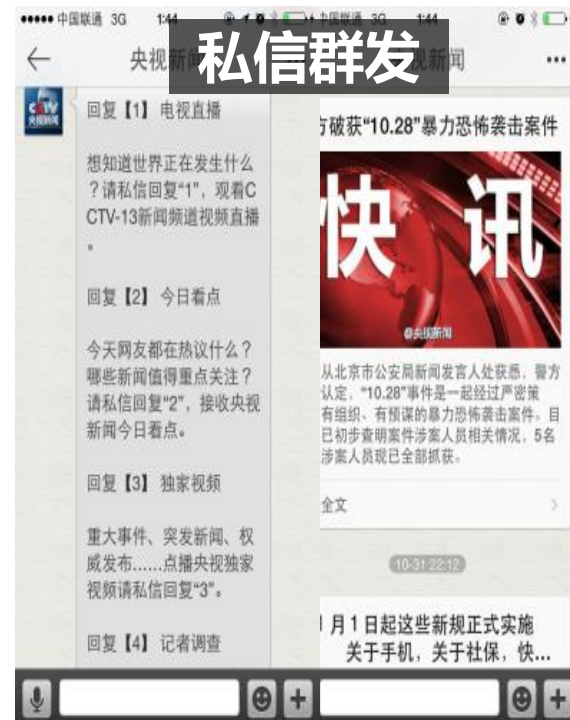 中国联通 3G 1:44
中国联通 3G 1:44
私信群发
央视新闻
视新闻
CCTV
央视新闻
回复【1】 电视直播
想知道世界正在发生什么
?请私信回复“1”,观看C
CTV-13新闻频道视频直播
。
回复【2】 今日看点
今天网友都在热议什么?
哪些新闻值得重点关注?
请私信回复“2”,接收央视
新闻今日看点。
回复【3】 独家视频
重大事件、突发新闻、权
威发布……点播央视独家
视频请私信回复“3”。
回复【4】 记者调查
方破获“10.28”暴力恐怖袭击案件
快 讯
@央视新闻
从北京市公安局新闻发言人处获悉,警方
认定,“10.28”事件是一起经过严密策
有组织、有预谋的暴力恐怖袭击案件。目
已初步查明案件涉案人员相关情况,5名
涉案人员现已全部抓获。
全文
10-31 22:12
月1日起这些新规正式实施
关于手机,关于社保,快...